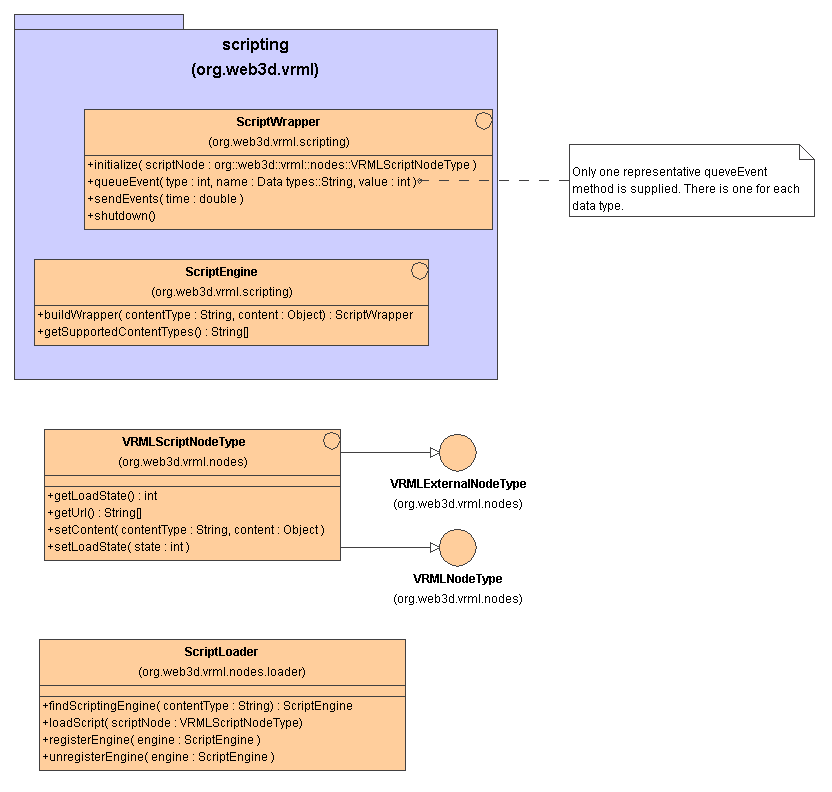 scripting
(org.web3d.vrml)
ScriptWrapper
(org.web3d.vrml.scripting)
+initialize( scriptNode : org::web3d::vrml::nodes::VRMLScriptNodeType )
+queueEvent( type : int, name : Data types::String, value : int )
+sendEvents( time : double )
+shutdown()
Only one representative queveEvent
method is supplied. There is one for each
data type.
ScriptEngine
(org.web3d.vrml.scripting)
+buildWrapper( contentType : String, content : Object) : ScriptWrapper
+getSupportedContentTypes() : String[]
VRMLScriptNodeType
(org.web3d.vrml.nodes)
+getLoadState() : int
+getUrl() : String[]
+setContent( contentType : String, content : Object )
+setLoadState( state : int )
VRMLExternalNodeType
(org.web3d.vrml.nodes)
VRMLNodeType
(org.web3d.vrml.nodes)
ScriptLoader
(org.web3d.vrml.nodes.loader)
+findScriptingEngine( contentType : String) : ScriptEngine
+loadScript( scriptNode : VRMLScriptNodeType)
+registerEngine( engine : ScriptEngine )
+unregisterEngine( engine : ScriptEngine )